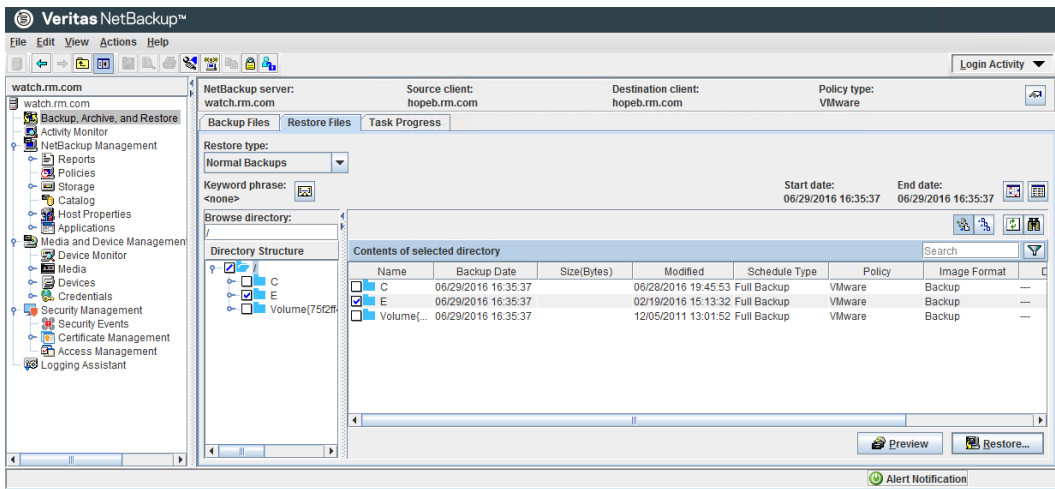 Veritas NetBackup™
File Edit View Actions Help
Login Activity
watch.rm.com
watch.rm.com
Backup, Archive, and Restore
Activity Monitor
NetBackup Management
Reports
Policies
Storage
Catalog
Host Properties
Applications
Media and Device Managemen
Device Monitor
Media
Devices
Credentials
Security Management
Security Events
Certificate Management
Access Management
Logging Assistant
NetBackup server: Source client: Destination client: Policy type:
watch.rm.com hopeb.rm.com hopeb.rm.com VMware
Backup Files Restore Files Task Progress
Restore type:
Normal Backups
Keyword phrase: Start date: End date:
<none> 06/29/2016 16:35:37 06/29/2016 16:35:37
Browse directory:
/
Directory Structure
/
C
E
Volume{75f2ff-
Contents of selected directory Search
Name Backup Date Size(Bytes) Modified Schedule Type Policy Image Format D
C 06/29/2016 16:35:37 06/28/2016 19:45:53 Full Backup VMware Backup ---
E 06/29/2016 16:35:37 02/19/2016 15:13:32 Full Backup VMware Backup ---
Volume{... 06/29/2016 16:35:37 12/05/2011 13:01:52 Full Backup VMware Backup ---
Preview Restore...
Alert Notification